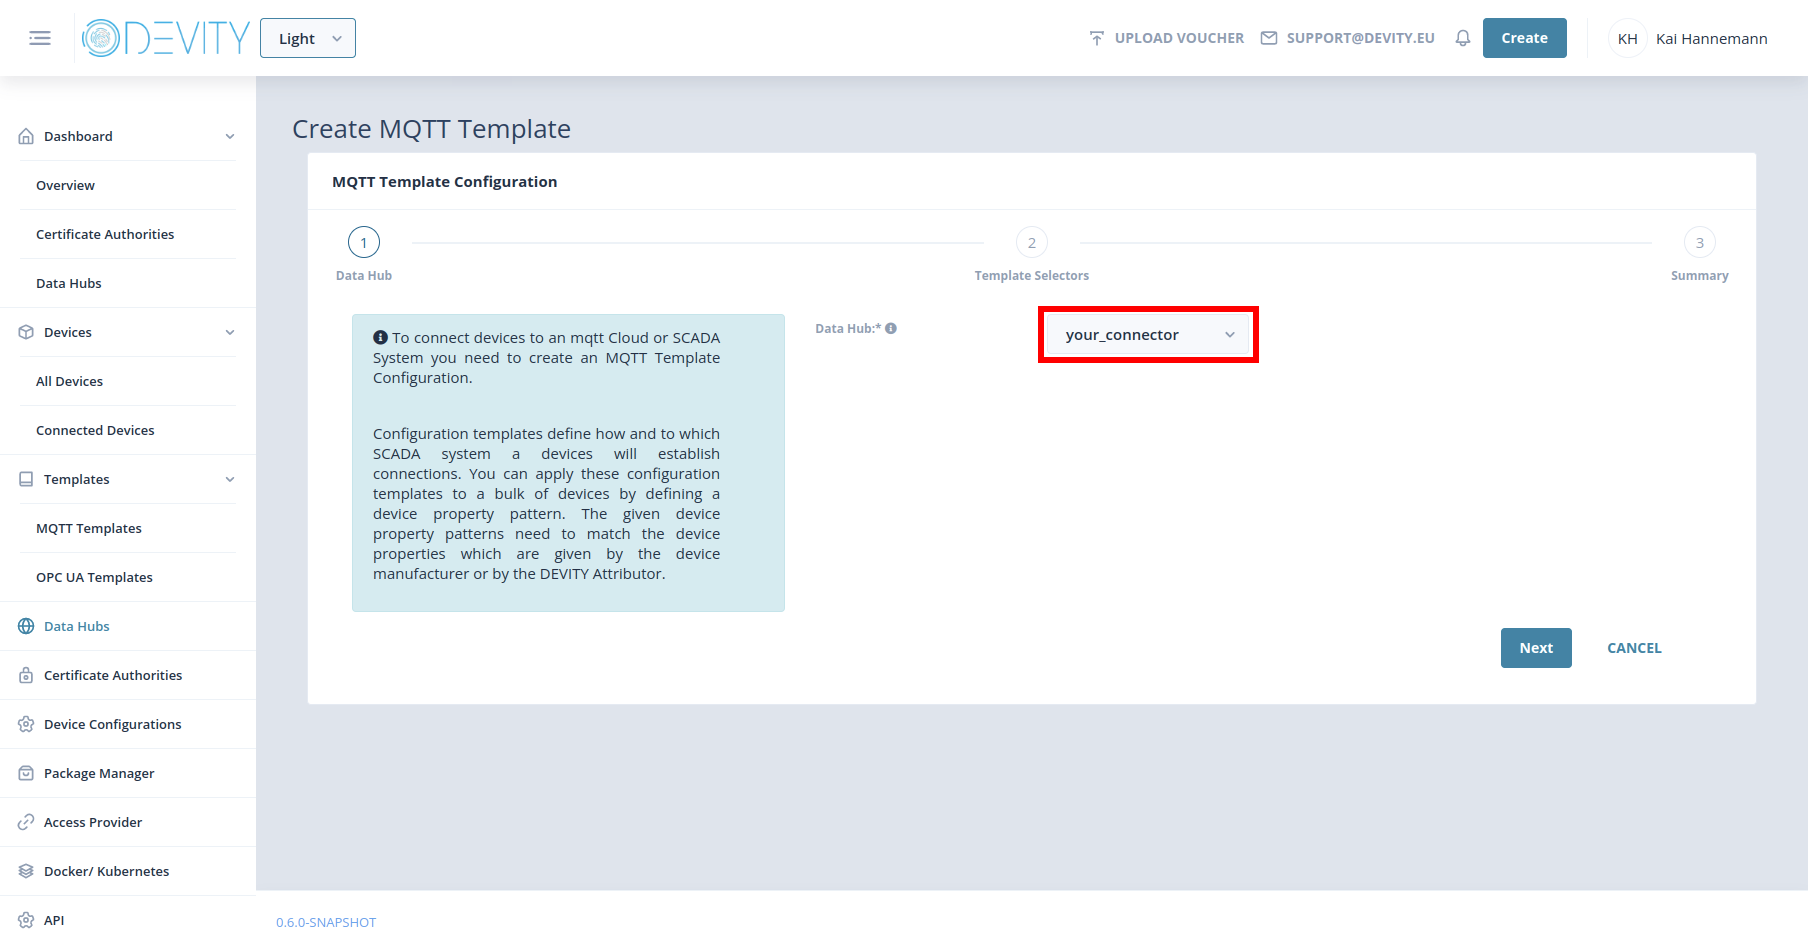 DEVITY
Light
UPLOAD VOUCHER
SUPPORT@DEVITY.EU
Create
KH
Kai Hannemann
Dashboard
Overview
Certificate Authorities
Data Hubs
Devices
All Devices
Connected Devices
Templates
MQTT Templates
OPC UA Templates
Data Hubs
Certificate Authorities
Device Configurations
Package Manager
Access Provider
Docker/ Kubernetes
API
Create MQTT Template
MQTT Template Configuration
1
2
3
Data Hub
Template Selectors
Summary
To connect devices to an mqtt Cloud or SCADA
System you need to create an MQTT Template
Configuration.
Configuration templates define how and to which
SCADA system a devices will establish
connections. You can apply these configuration
templates to a bulk of devices by defining a
device property pattern. The given device
property patterns need to match the device
properties which are given by the device
manufacturer or by the DEVITY Attributor.
Data Hub:*
your_connector
Next
CANCEL
0.6.0-SNAPSHOT